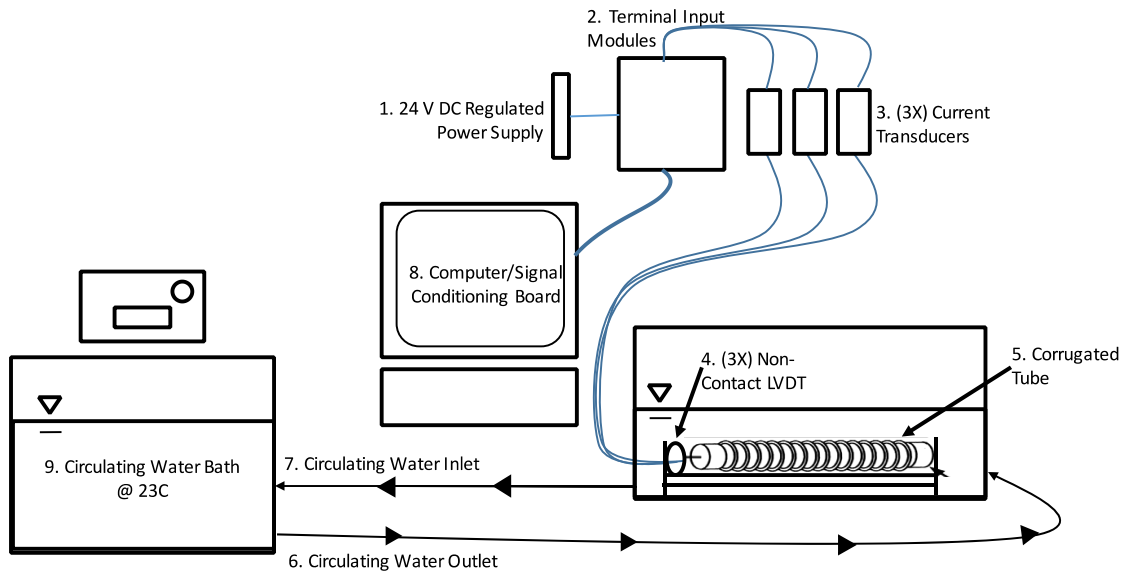 2. Terminal Input
Modules
1. 24 V DC Regulated
Power Supply
3. (3X) Current
Transducers
8. Computer/Signal
Conditioning Board
4. (3X) Non-
Contact LVDT
5. Corrugated
Tube
9. Circulating Water Bath
@ 23C
7. Circulating Water Inlet
6. Circulating Water Outlet